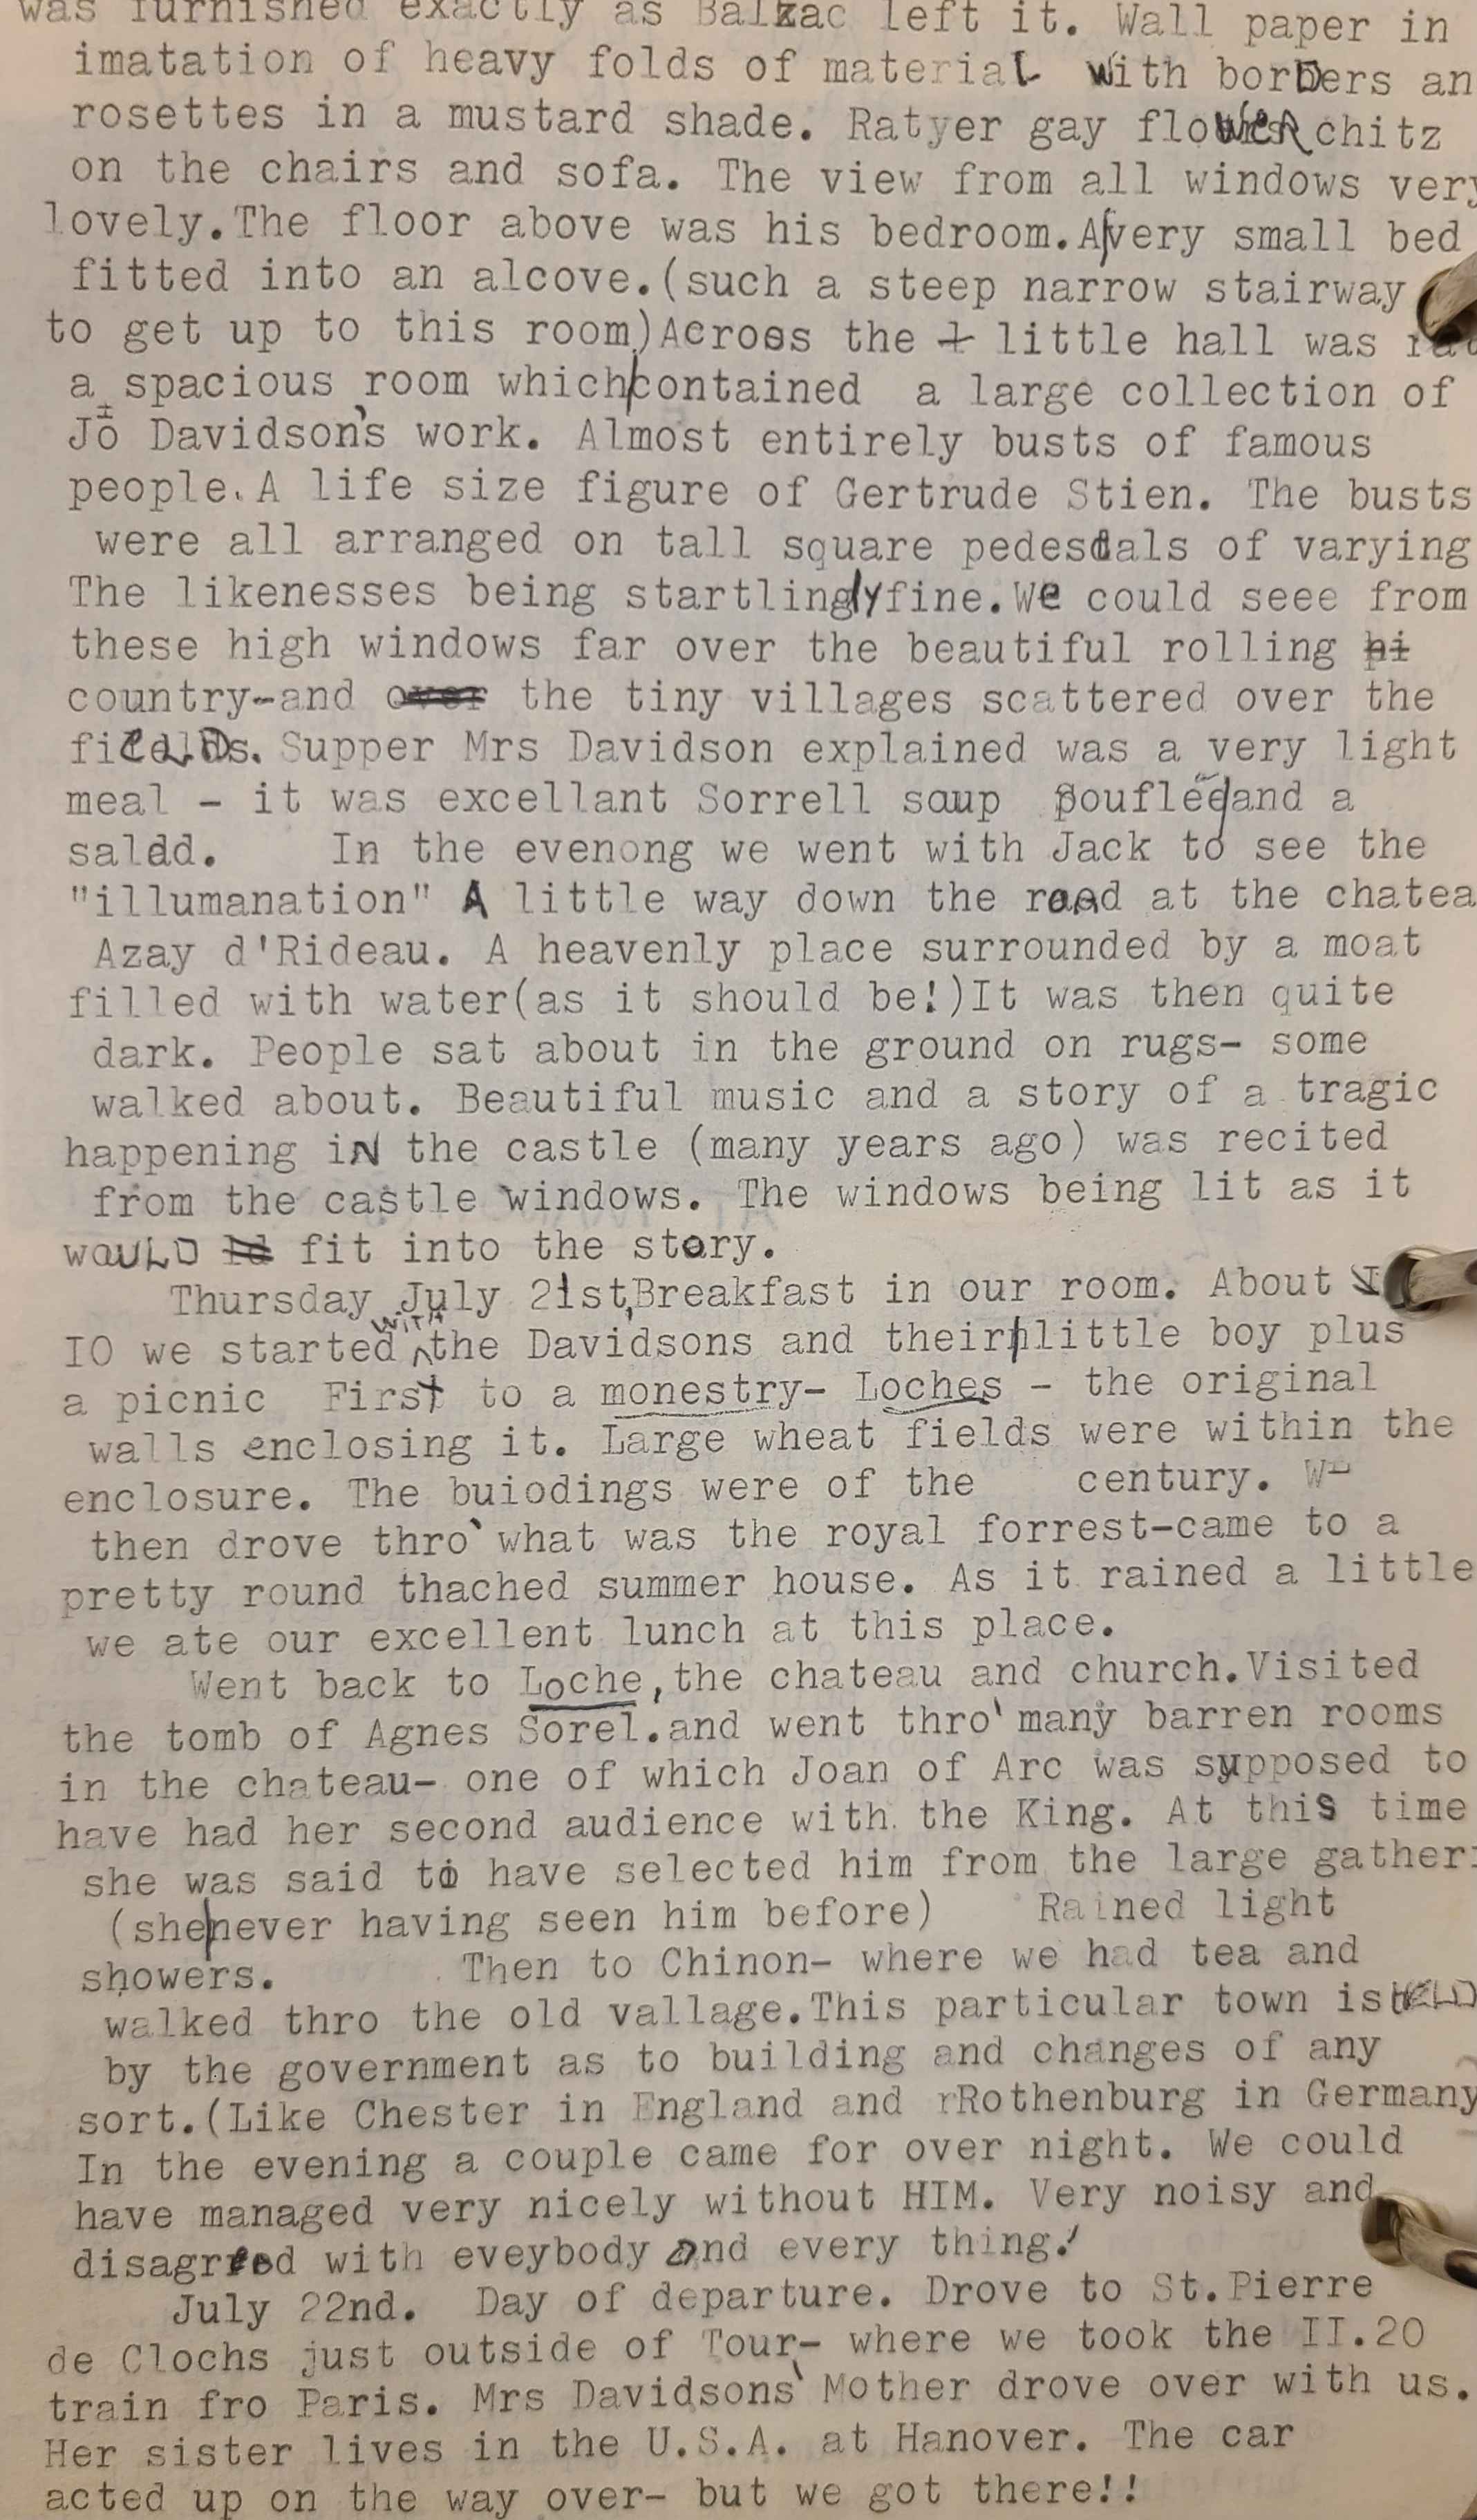 was furnished exactly as Balzac left it. Wall paper in
imatation of heavy folds of material with borders an
rosettes in a mustard shade. Ratyer gay flower chitz
on the chairs and sofa. The view from all windows very
lovely.The floor above was his bedroom.A very small bed
fitted into an alcove.(such a steep narrow stairway
to get up to this room)Across the little hall was
a spacious room which contained a large collection of
Jo Davidson's work. Almost entirely busts of famous
people.A life size figure of Gertrude Stien. The busts
were all arranged on tall square pedesdals of varying
The likenesses being startlingly fine.We could seee from
these high windows far over the beautiful rolling hi
country-and over the tiny villages scattered over the
fields. Supper Mrs Davidson explained was a very light
meal - it was excellant Sorrell soup souflée and a
salad. In the evenong we went with Jack to see the
"illumanation" A little way down the road at the chatea
Azay d'Rideau. A heavenly place surrounded by a moat
filled with water(as it should be!)It was then quite
dark. People sat about in the ground on rugs- some
walked about. Beautiful music and a story of a tragic
happening in the castle (many years ago) was recited
from the castle windows. The windows being lit as it
woULD ld fit into the story.
Thursday July 21st,Breakfast in our room. About
IO we started with the Davidsons and their little boy plus
a picnic First to a monestry- Loches - the original
walls enclosing it. Large wheat fields were within the
enclosure. The buiodings were of the century. We
then drove thro' what was the royal forrest-came to a
pretty round thached summer house. As it rained a little
we ate our excellent lunch at this place.
Went back to Loche,the chateau and church.Visited
the tomb of Agnes Sorel.and went thro' many barren rooms
in the chateau- one of which Joan of Arc was supposed to
have had her second audience with the King. At this time
she was said to have selected him from the large gather
(she never having seen him before) Rained light
showers. Then to Chinon- where we had tea and
walked thro the old vallage.This particular town is HELD
by the government as to building and changes of any
sort.(Like Chester in England and rRothenburg in Germany
In the evening a couple came for over night. We could
have managed very nicely without HIM. Very noisy and
disagreed with eveybody and every thing!
July 22nd. Day of departure. Drove to St.Pierre
de Clochs just outside of Tour- where we took the II.20
train fro Paris. Mrs Davidsons' Mother drove over with us.
Her sister lives in the U.S.A. at Hanover. The car
acted up on the way over- but we got there!!